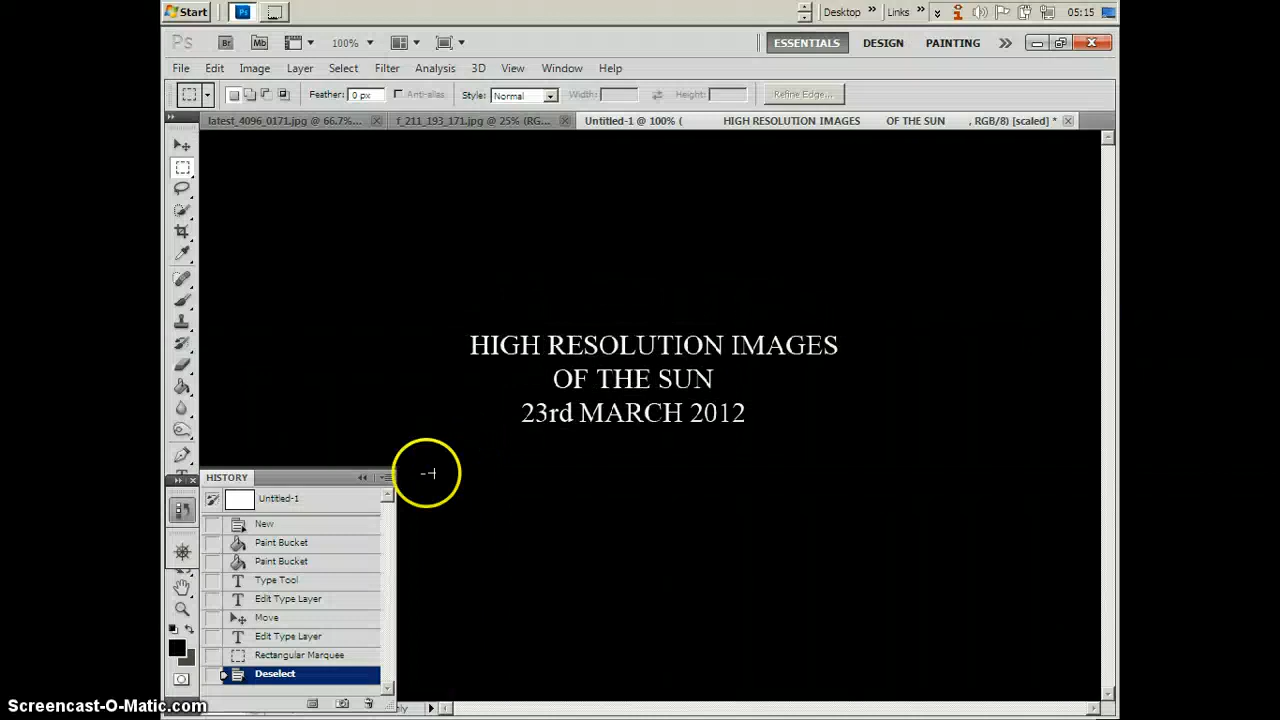 Start Ps Desktop » Links » 05:15
Ps Br Mb 100% ESSENTIALS DESIGN PAINTING »
File Edit Image Layer Select Filter Analysis 3D View Window Help
Feather: 0 px Anti-alias Style: Normal Width: Height: Refine Edge...
latest_4096_0171.jpg @ 66.7%... f_211_193_171.jpg @ 25% (RG... Untitled-1 @ 100% ( HIGH RESOLUTION IMAGES OF THE SUN , RGB/8) [scaled] *
HIGH RESOLUTION IMAGES
OF THE SUN
23rd MARCH 2012
HISTORY
Untitled-1
New
Paint Bucket
Paint Bucket
Type Tool
Edit Type Layer
Move
Edit Type Layer
Rectangular Marquee
Deselect
Screencast-O-Matic.com